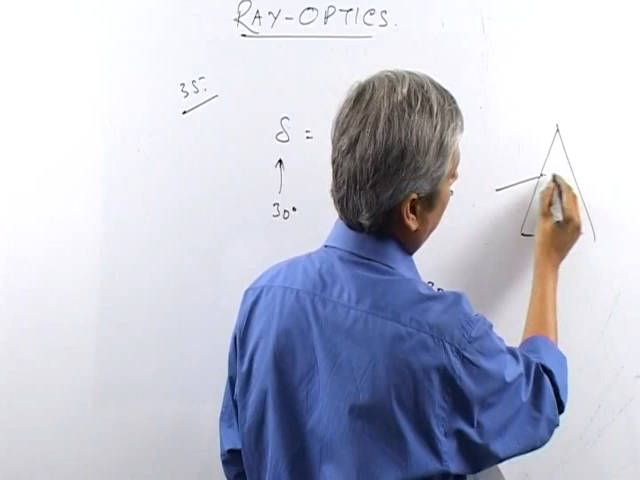 RAY-OPTICS.
35.
δ =
30°